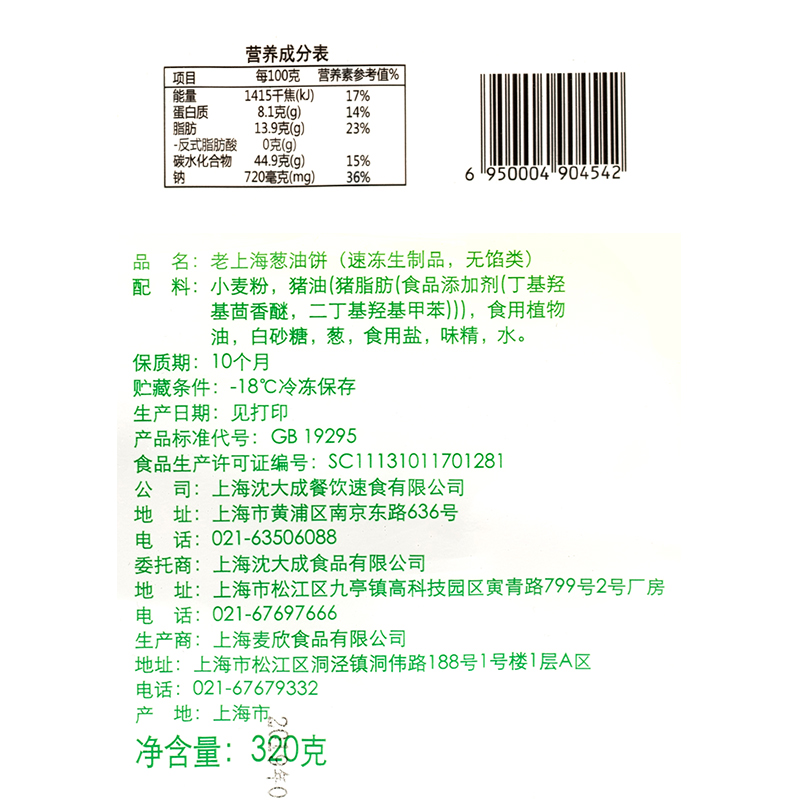 营养成分表
项目 每100克 营养素参考值%
能量 1415千焦(kJ) 17%
蛋白质 8.1克(g) 14%
脂肪 13.9克(g) 23%
-反式脂肪酸 0克(g)
碳水化合物 44.9克(g) 15%
钠 720毫克(mg) 36%
6 950004 904542
品 名：老上海葱油饼（速冻生制品，无馅类）
配 料：小麦粉，猪油(猪脂肪(食品添加剂(丁基羟
基茴香醚，二丁基羟基甲苯)))，食用植物
油，白砂糖，葱，食用盐，味精，水。
保质期：10个月
贮藏条件：-18℃冷冻保存
生产日期：见打印
产品标准代号：GB 19295
食品生产许可证编号：SC11131011701281
公 司：上海沈大成餐饮速食有限公司
地 址：上海市黄浦区南京东路636号
电 话：021-63506088
委托商：上海沈大成食品有限公司
地 址：上海市松江区九亭镇高科技园区寅青路799号2号厂房
电 话：021-67697666
生产商：上海麦欣食品有限公司
地址：上海市松江区洞泾镇洞伟路188号1号楼1层A区
电话：021-67679332
产 地：上海市
净含量：320克